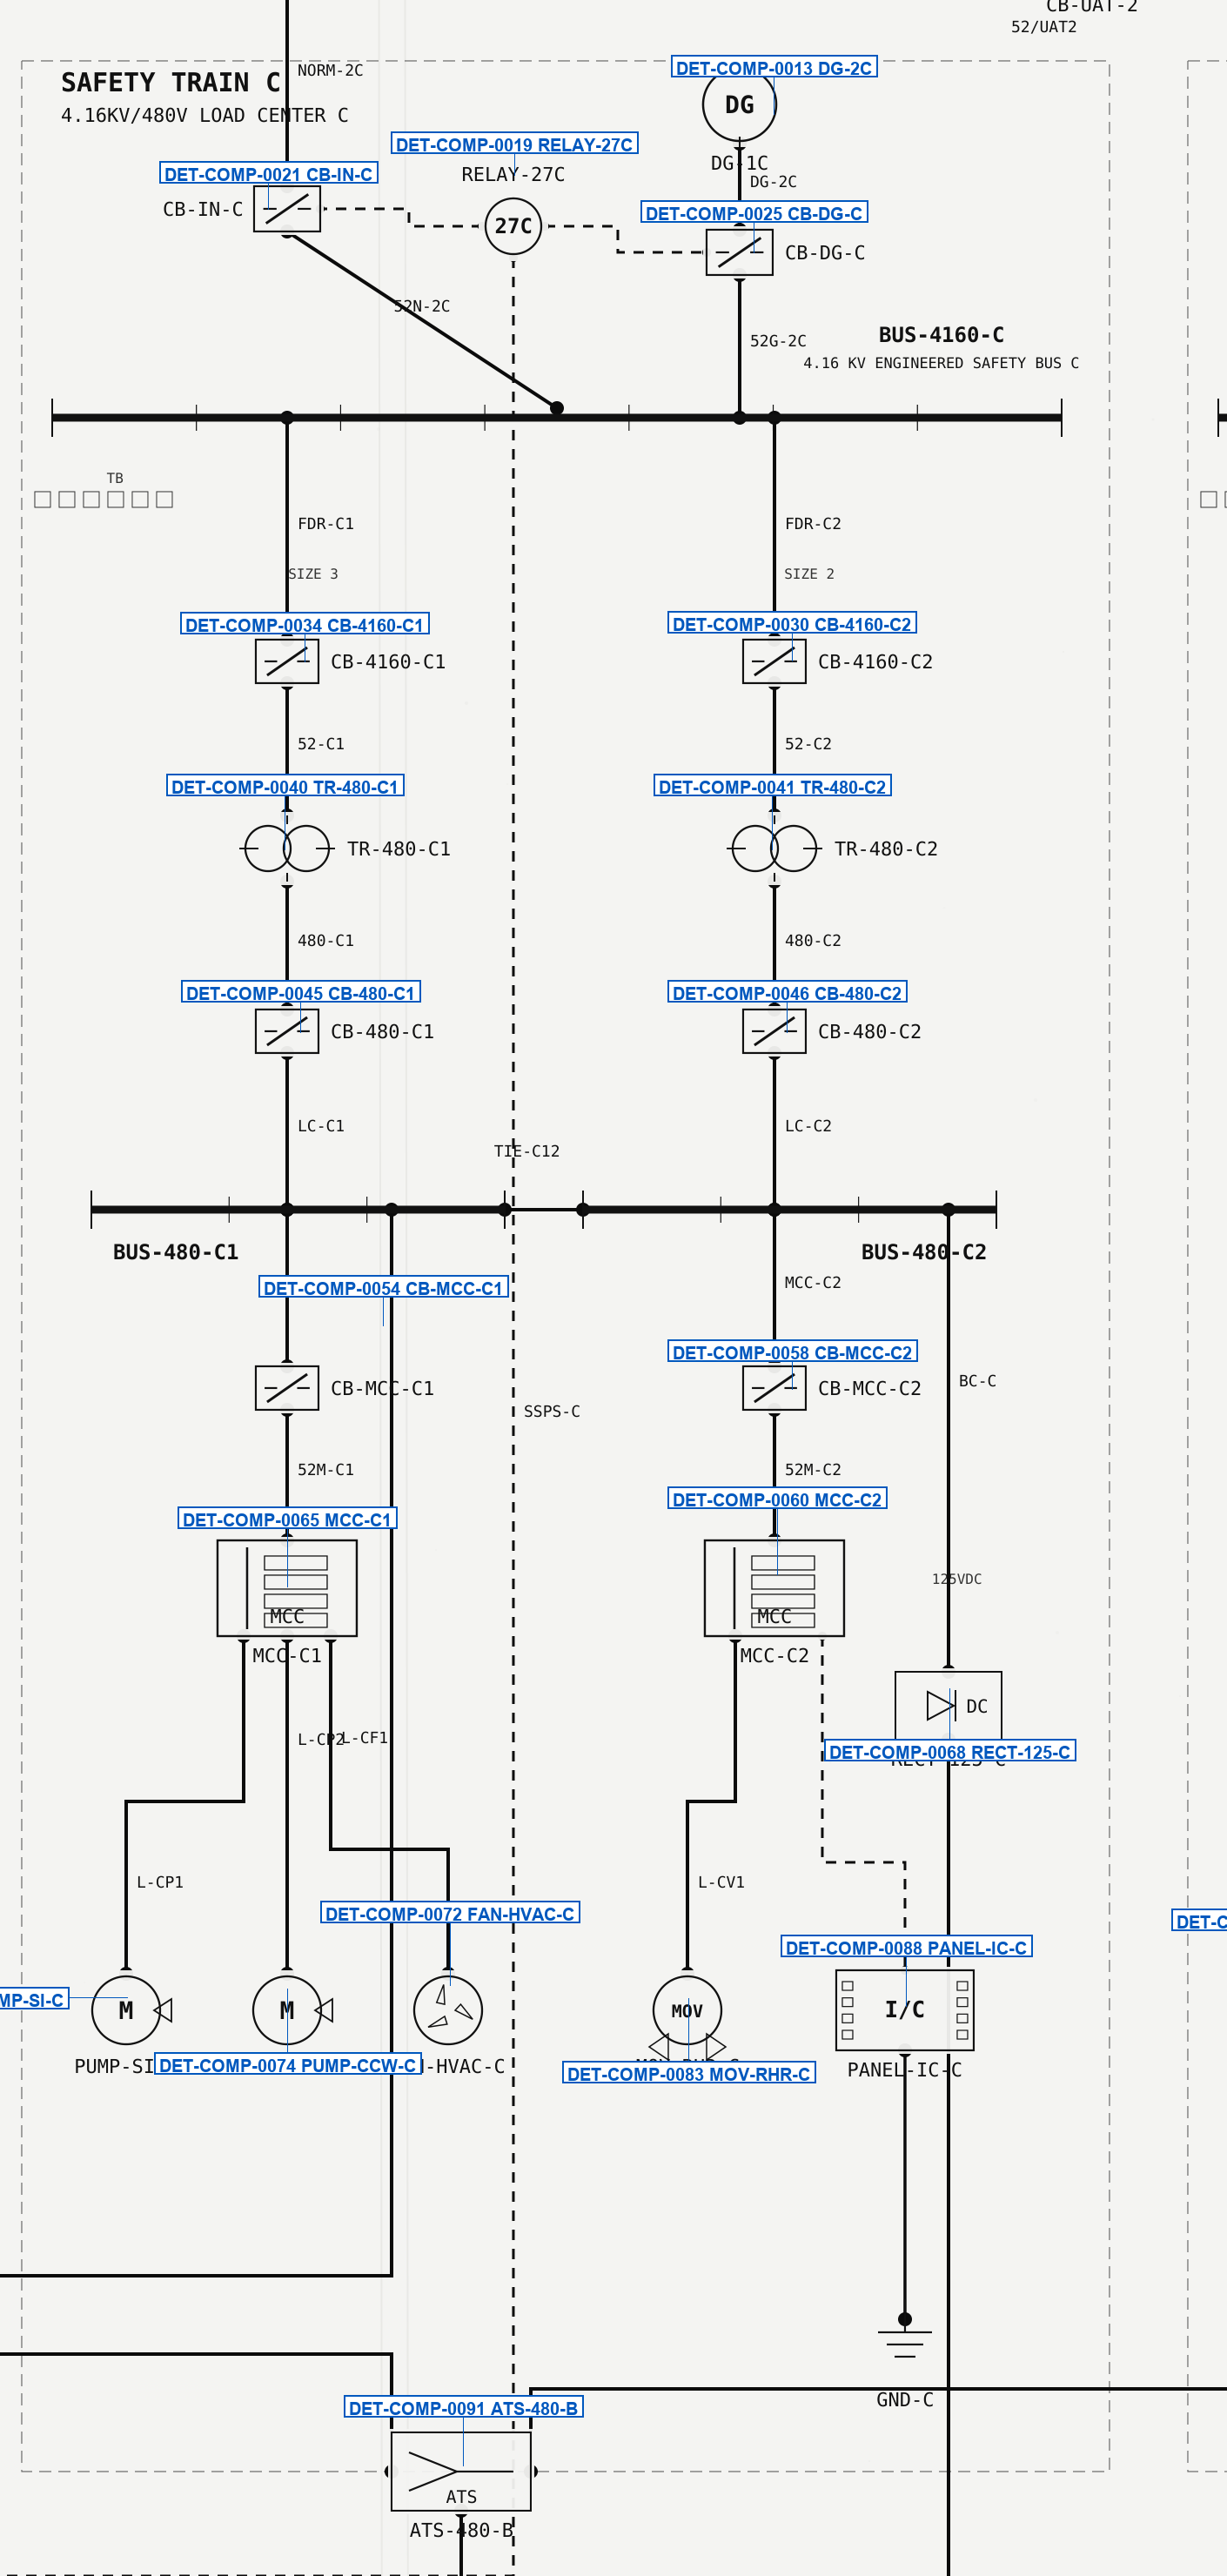 CB-UAT-2
52/UAT2
NORM-2C
SAFETY TRAIN C
4.16KV/480V LOAD CENTER C
DET-COMP-0013 DG-2C
DG
DG-1C
DG-2C
DET-COMP-0019 RELAY-27C
RELAY-27C
27C
DET-COMP-0021 CB-IN-C
CB-IN-C
DET-COMP-0025 CB-DG-C
CB-DG-C
52N-2C
52G-2C
BUS-4160-C
4.16 KV ENGINEERED SAFETY BUS C
TB
FDR-C1
FDR-C2
SIZE 3
SIZE 2
DET-COMP-0034 CB-4160-C1
DET-COMP-0030 CB-4160-C2
CB-4160-C1
CB-4160-C2
52-C1
52-C2
DET-COMP-0040 TR-480-C1
DET-COMP-0041 TR-480-C2
TR-480-C1
TR-480-C2
480-C1
480-C2
DET-COMP-0045 CB-480-C1
DET-COMP-0046 CB-480-C2
CB-480-C1
CB-480-C2
LC-C1
LC-C2
TIE-C12
BUS-480-C1
BUS-480-C2
DET-COMP-0054 CB-MCC-C1
MCC-C2
DET-COMP-0058 CB-MCC-C2
CB-MCC-C1
CB-MCC-C2
BC-C
SSPS-C
52M-C1
52M-C2
DET-COMP-0065 MCC-C1
DET-COMP-0060 MCC-C2
125VDC
MCC
MCC
MCC-C1
MCC-C2
DC
L-CP2
L-CF1
DET-COMP-0068 RECT-125-C
L-CP1
L-CV1
DET-COMP-0072 FAN-HVAC-C
DET-C
DET-COMP-0088 PANEL-IC-C
MP-SI-C
M
M
MOV
I/C
PUMP-SI
DET-COMP-0074 PUMP-CCW-C
-HVAC-C
DET-COMP-0083 MOV-RHR-C
PANEL-IC-C
GND-C
DET-COMP-0091 ATS-480-B
ATS
ATS-480-B